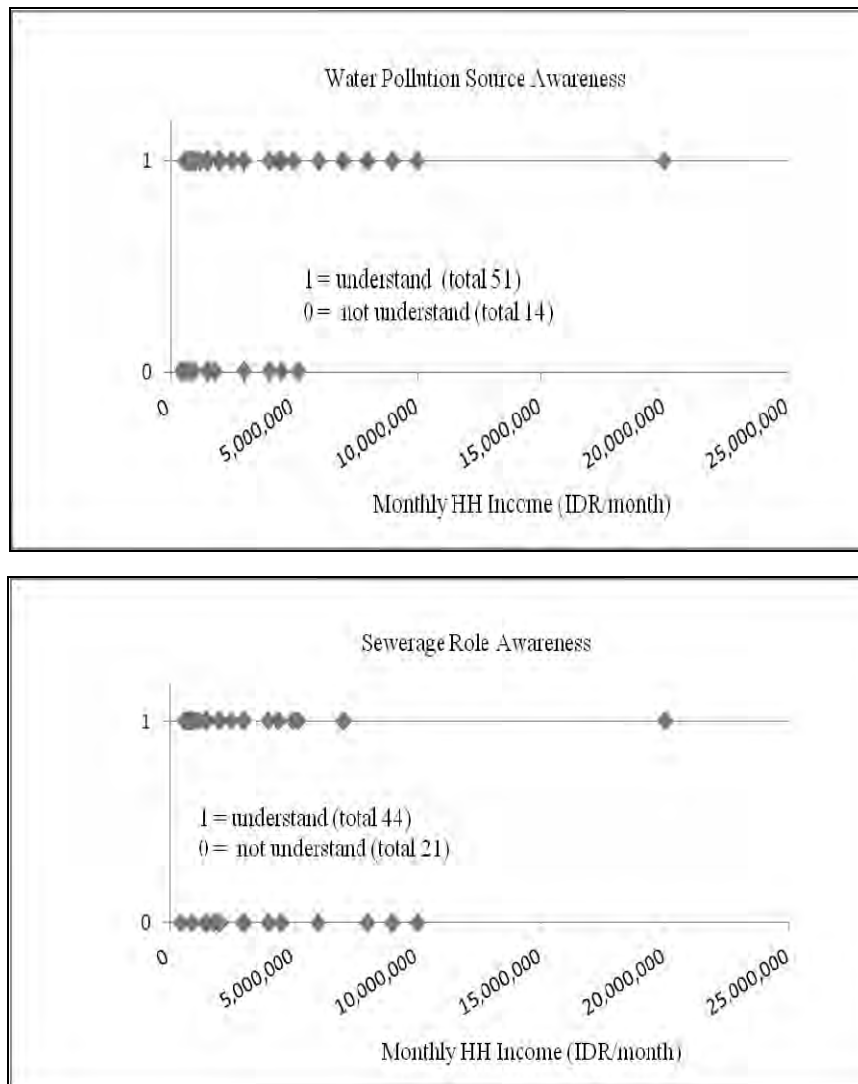 Water Pollution Source Awareness
1
1 = understand (total 51)
0 = not understand (total 14)
0
0
5,000,000
10,000,000
15,000,000
20,000,000
25,000,000
Monthly HH Income (IDR/month)
Sewerage Role Awareness
1
1 = understand (total 44)
0 = not understand (total 21)
0
0
5,000,000
10,000,000
15,000,000
20,000,000
25,000,000
Monthly HH Income (IDR/month)